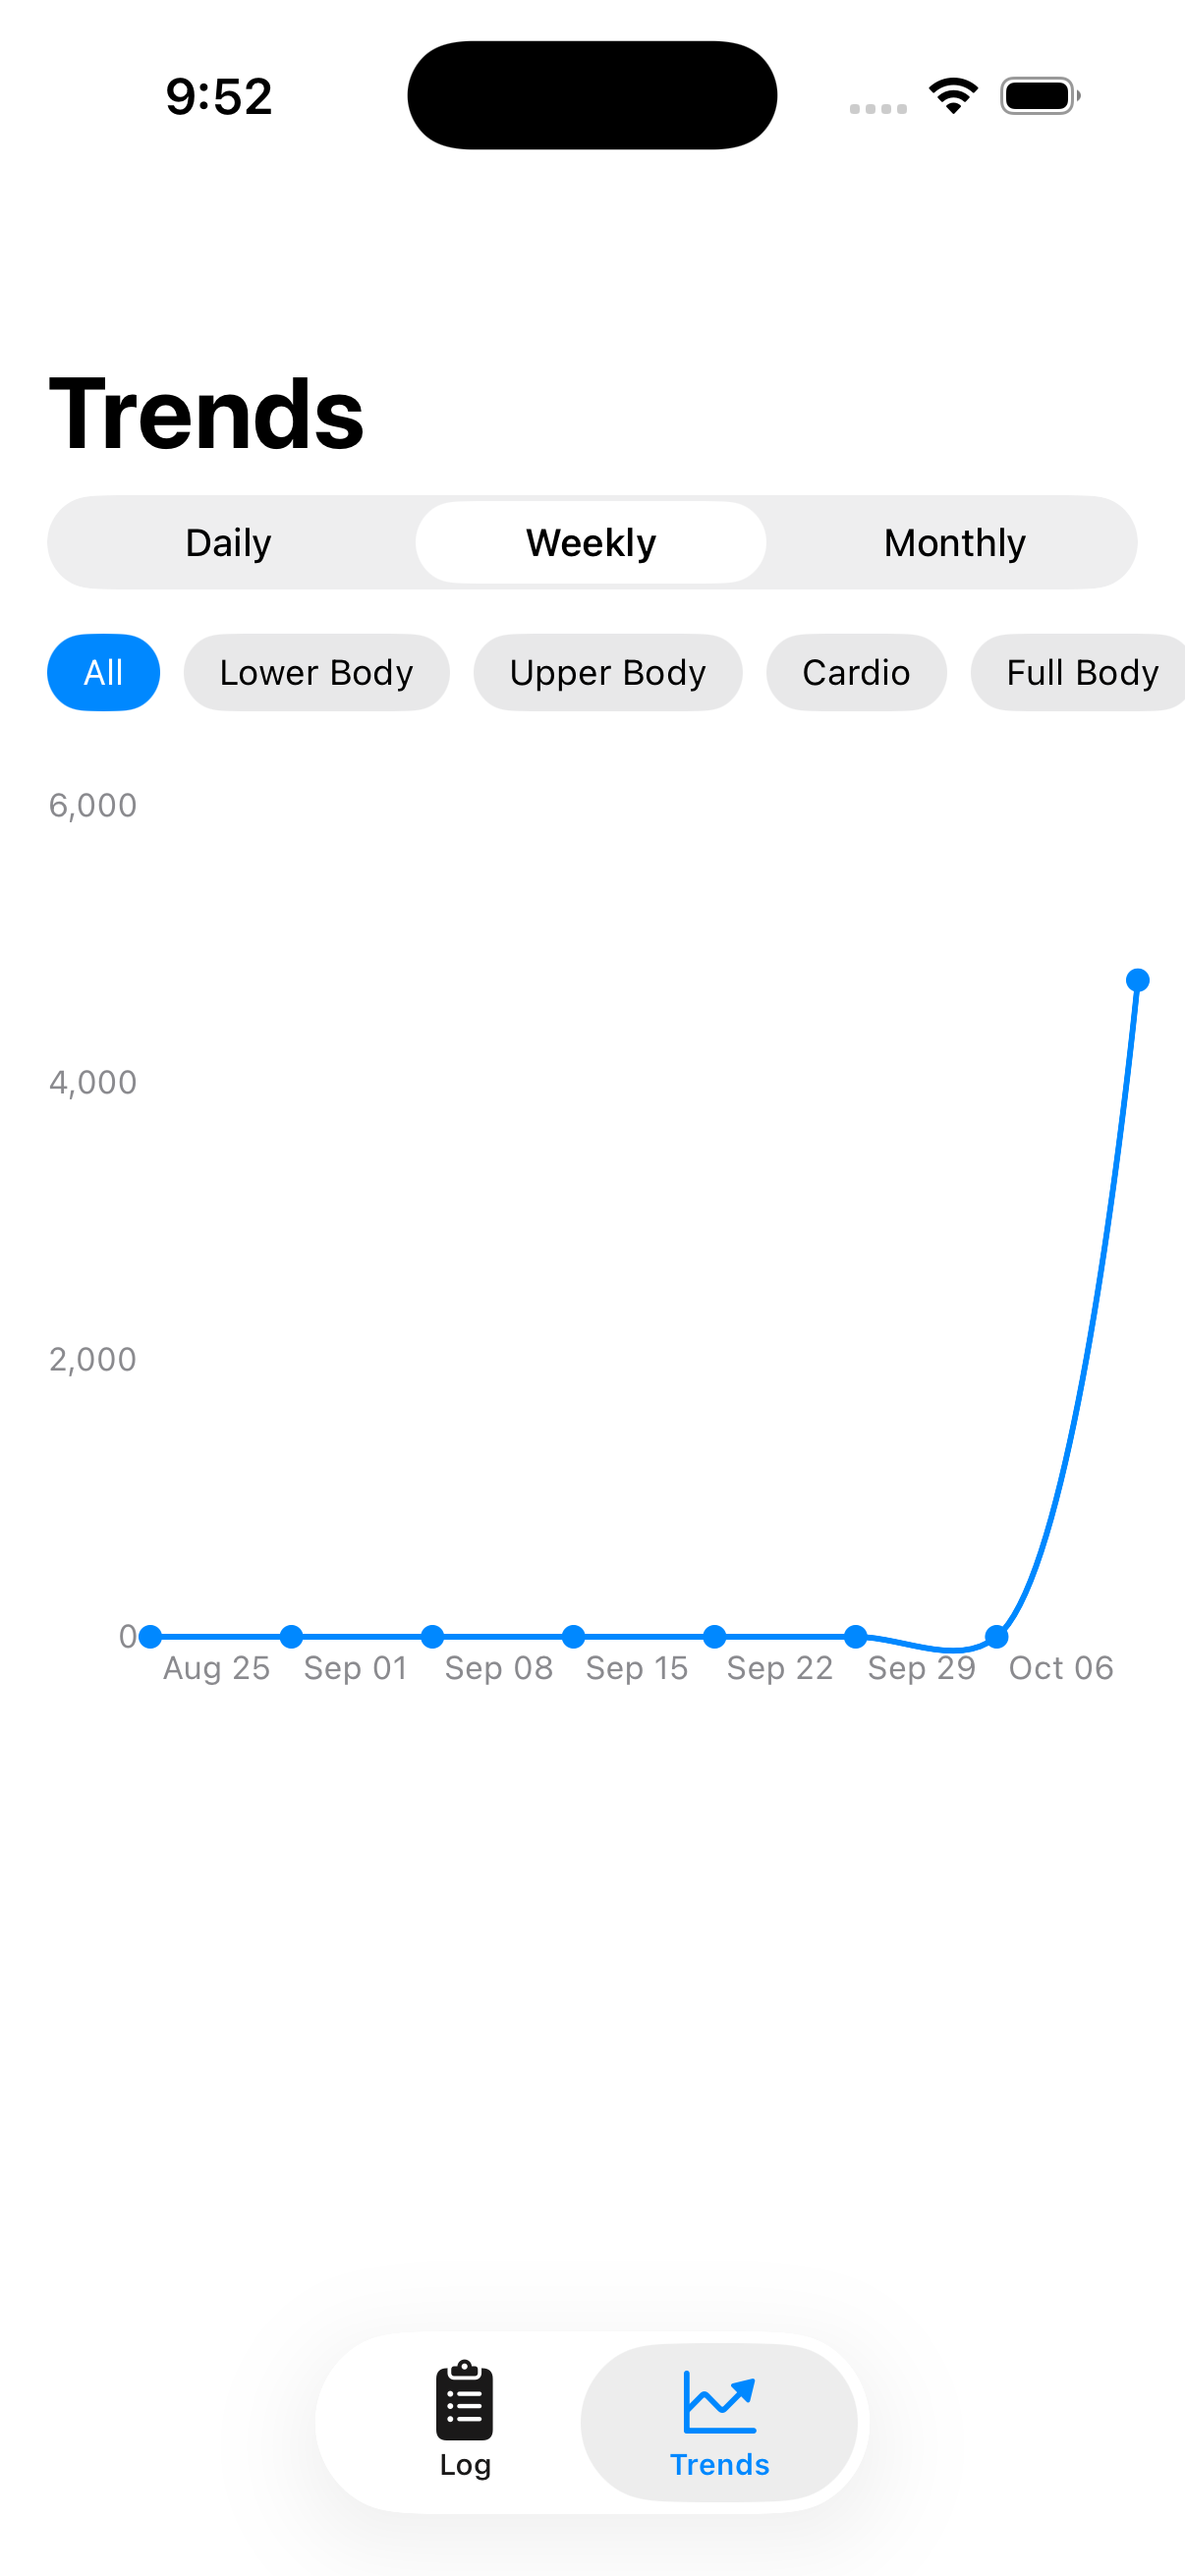 9:52
Trends
Daily Weekly Monthly
All Lower Body Upper Body Cardio Full Body
6,000
4,000
2,000
0
Aug 25 Sep 01 Sep 08 Sep 15 Sep 22 Sep 29 Oct 06
Log Trends